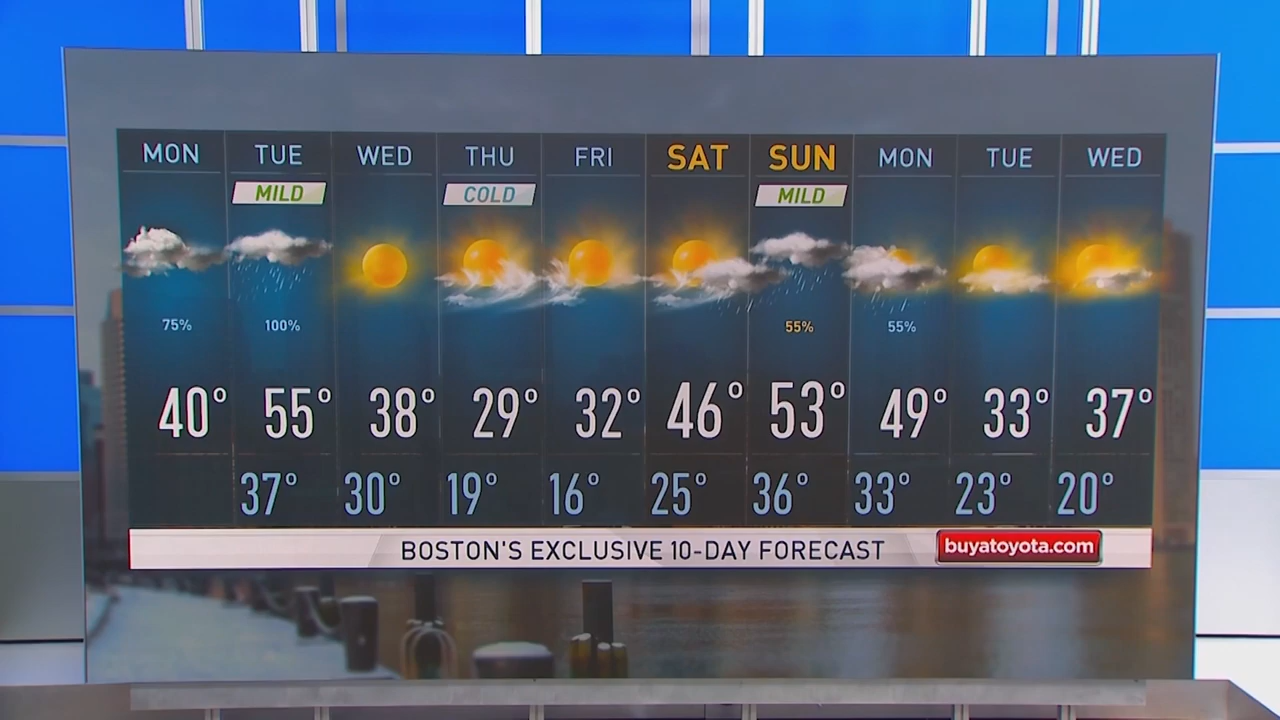 MON TUE WED THU FRI SAT SUN MON TUE WED
MILD COLD MILD
75% 100% 55% 55%
40° 55° 38° 29° 32° 46° 53° 49° 33° 37°
37° 30° 19° 16° 25° 36° 33° 23° 20°
BOSTON'S EXCLUSIVE 10-DAY FORECAST buyatoyota.com